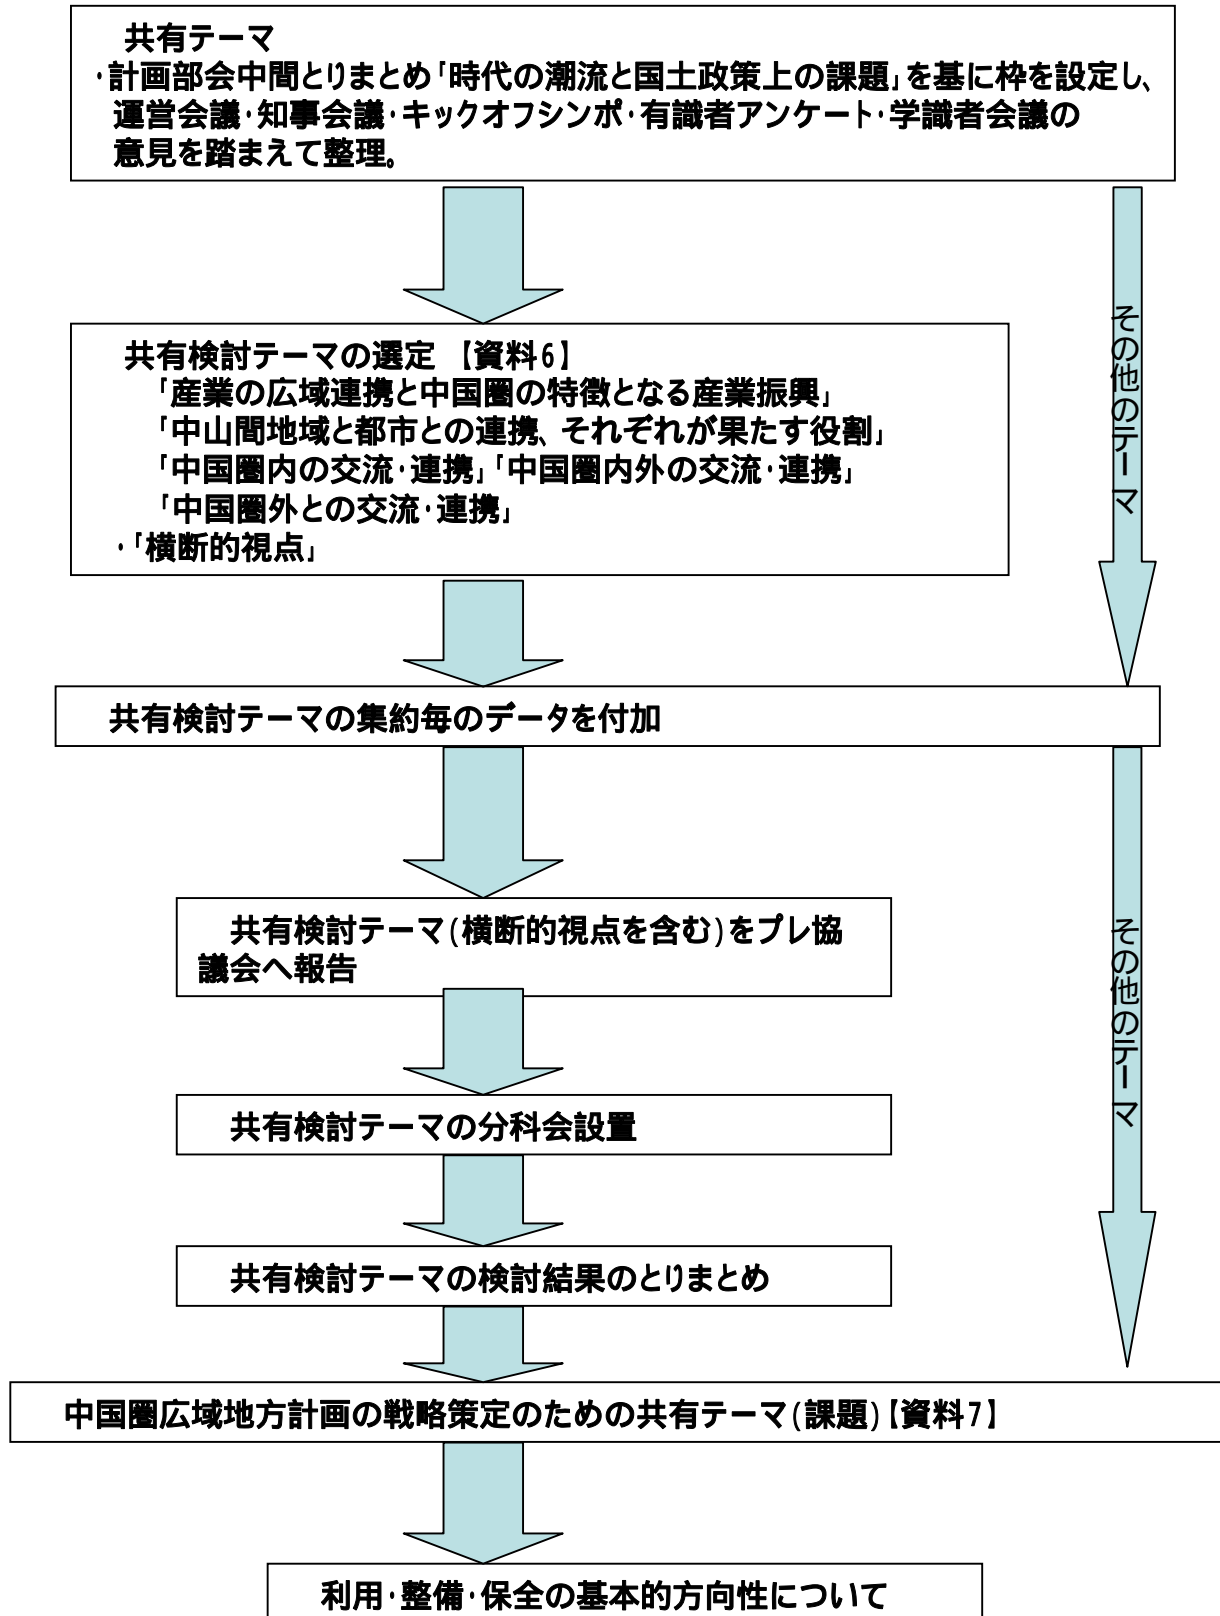 共有テーマ
・計画部会中間とりまとめ「時代の潮流と国土政策上の課題」を基に枠を設定し、
運営会議・知事会議・キックオフシンポ・有識者アンケート・学識者会議の
意見を踏まえて整理。
その他のテーマ
共有検討テーマの選定 【資料6】
「産業の広域連携と中国圏の特徴となる産業振興」
「中山間地域と都市との連携、それぞれが果たす役割」
「中国圏内の交流・連携」「中国圏内外の交流・連携」
「中国圏外との交流・連携」
・「横断的視点」
共有検討テーマの集約毎のデータを付加
共有検討テーマ(横断的視点を含む)をプレ協
議会へ報告
その他のテーマ
共有検討テーマの分科会設置
共有検討テーマの検討結果のとりまとめ
中国圏広域地方計画の戦略策定のための共有テーマ(課題)【資料7】
利用・整備・保全の基本的方向性について